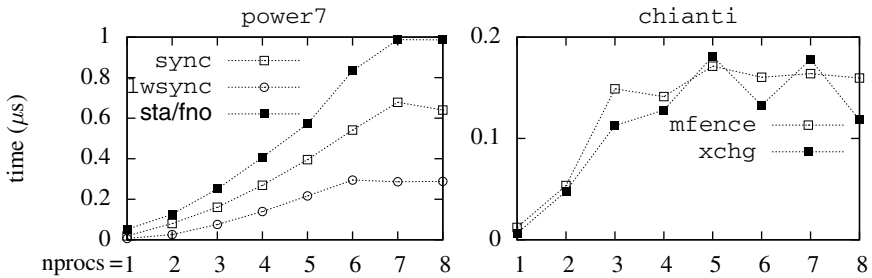 power7
chianti
1
0.8
0.6
0.4
0.2
0
time (μs)
sync
lwsync
sta/fno
nprocs = 1 2 3 4 5 6 7 8
0.2
0.1
0
mfence
xchg
1 2 3 4 5 6 7 8